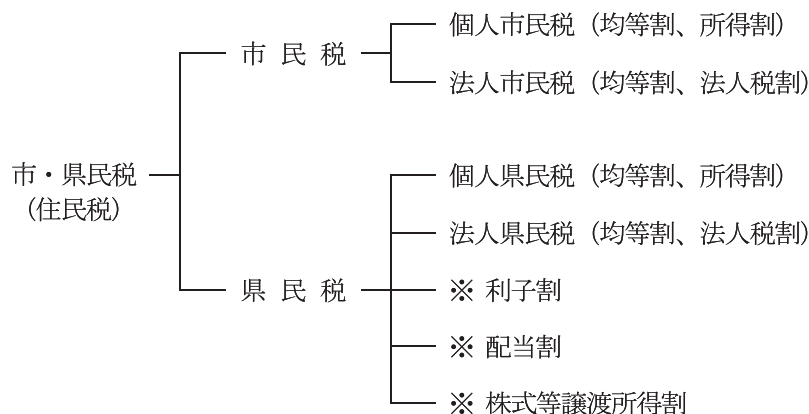 市・県民税
(住民税)
市民税
個人市民税(均等割、所得割)
法人市民税(均等割、法人税割)
県民税
個人県民税(均等割、所得割)
法人県民税(均等割、法人税割)
※ 利子割
※ 配当割
※ 株式等譲渡所得割